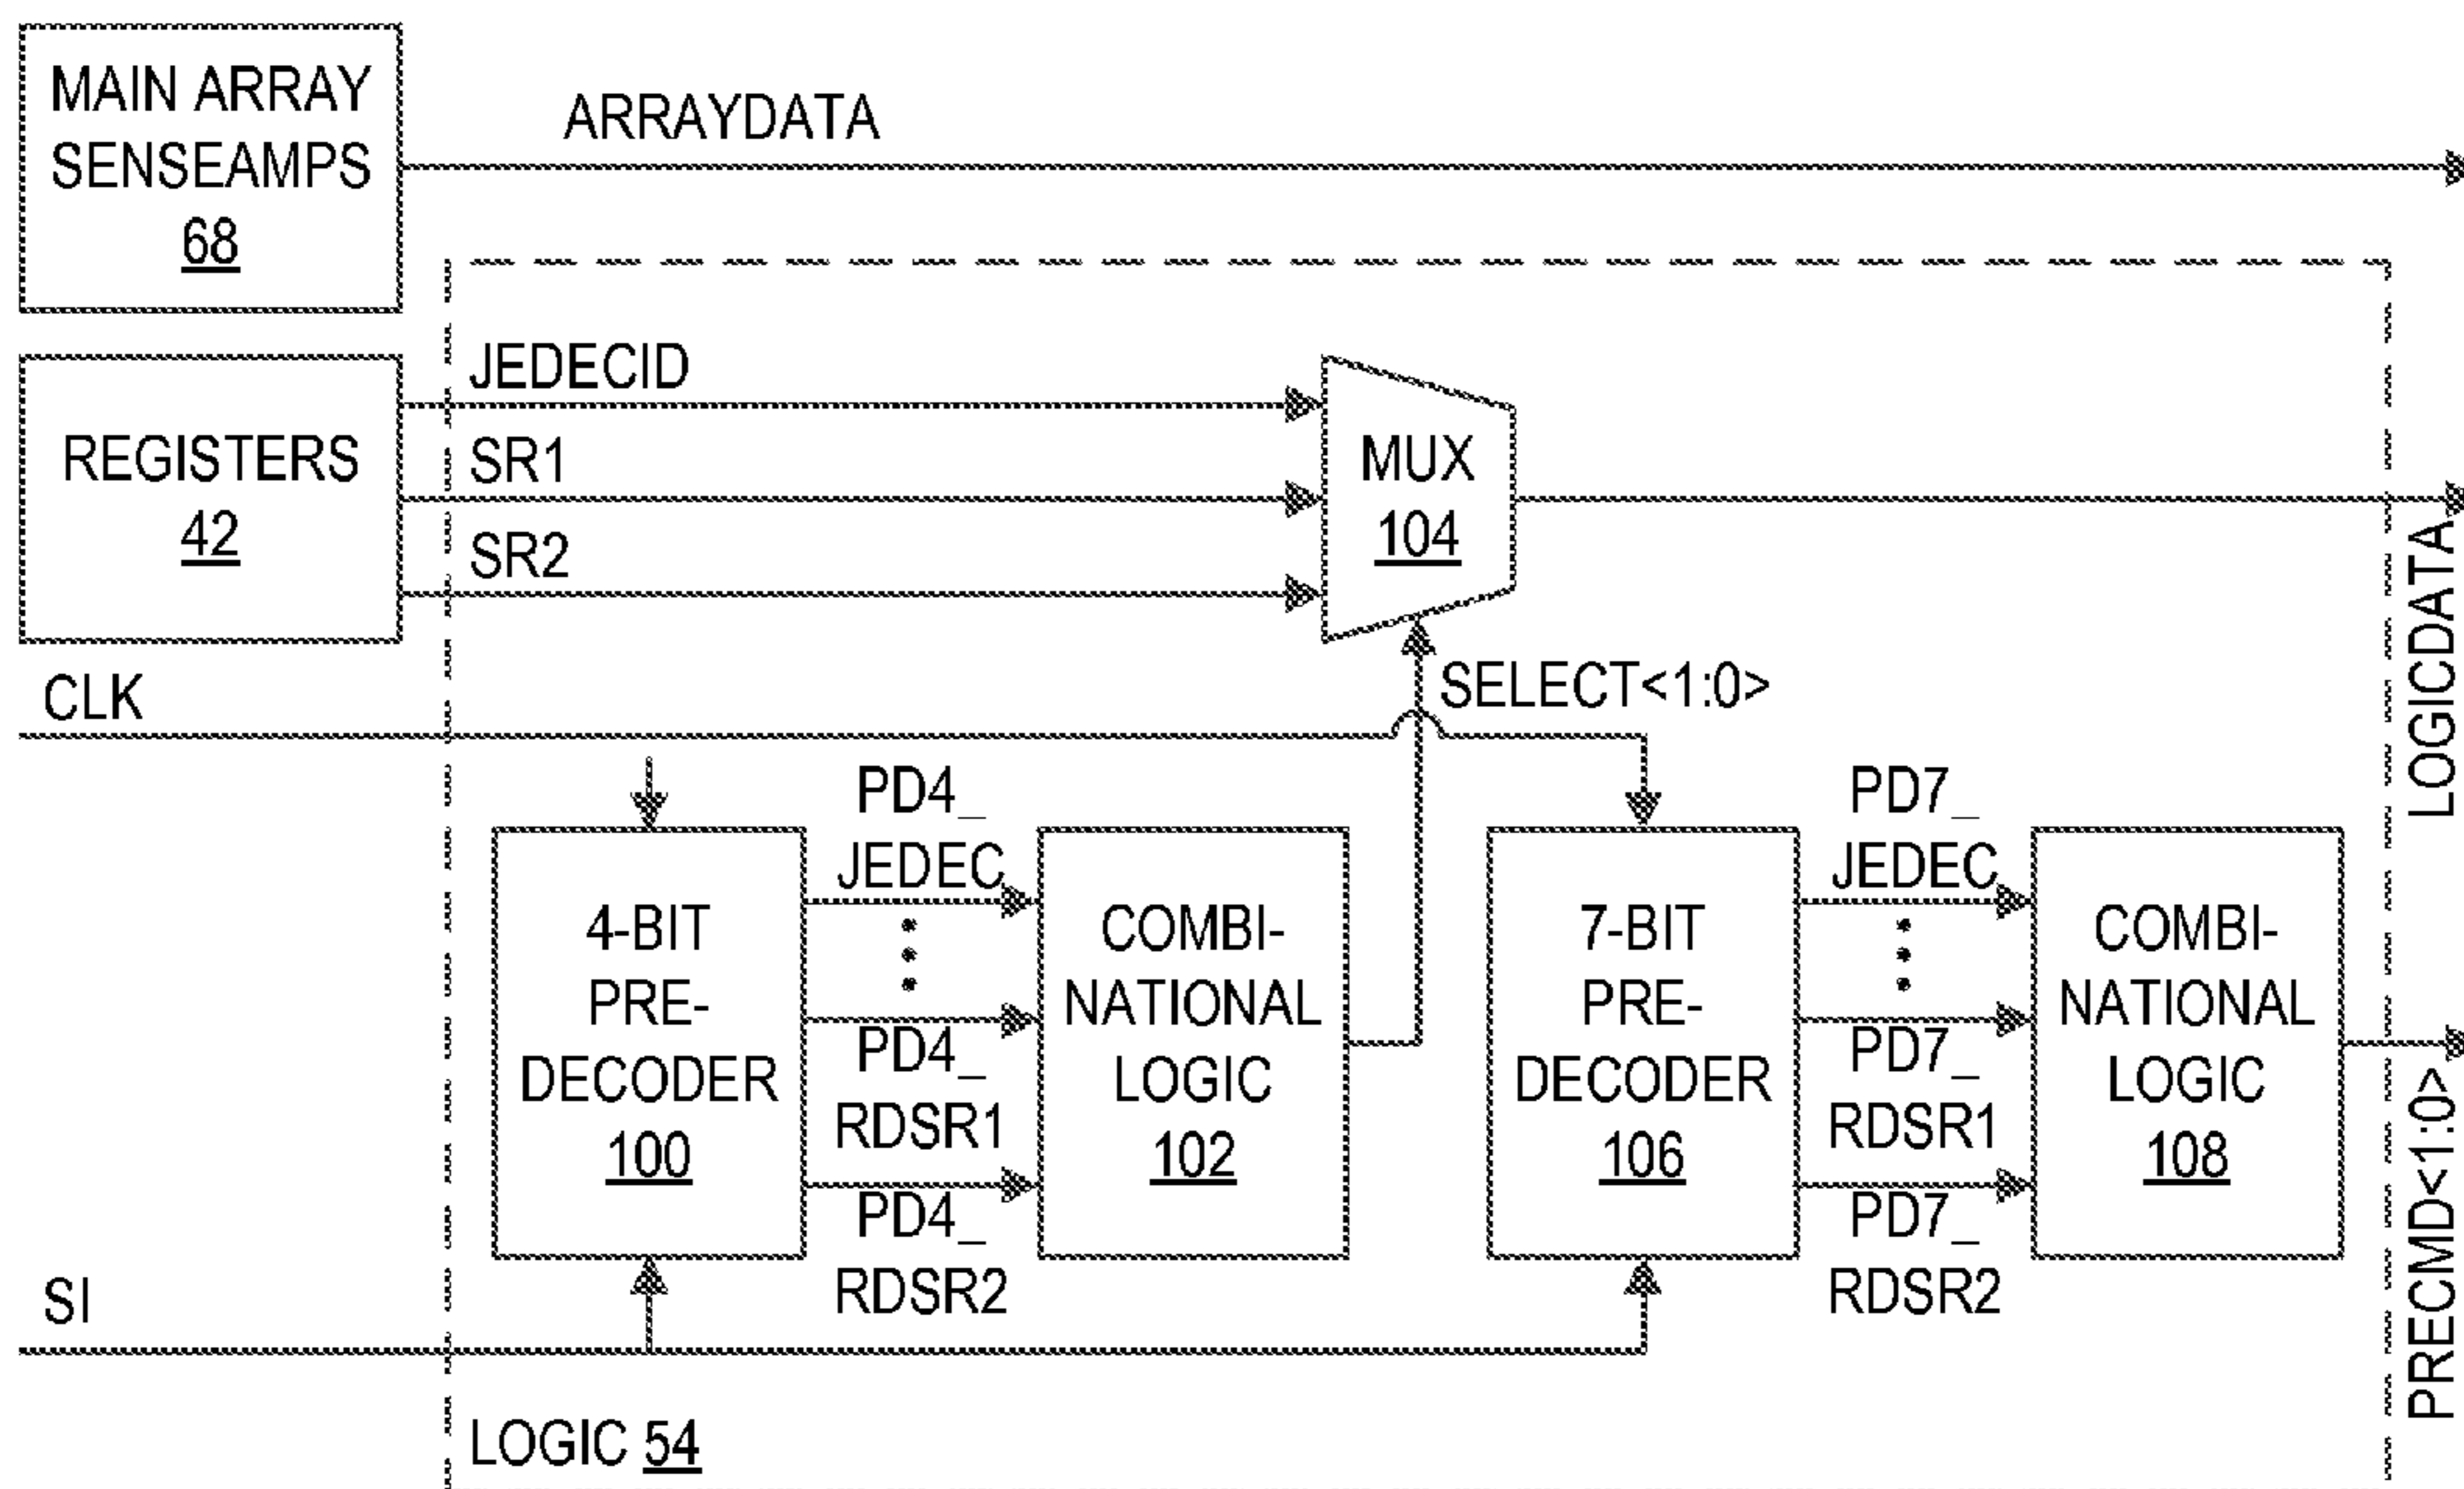 MAIN ARRAY
SENSEAMPS
68
ARRAYDATA
REGISTERS
42
JEDECID
SR1
SR2
MUX
104
LOGICDATA
CLK
SELECT<1:0>
4-BIT
PRE-
DECODER
100
PD4_
JEDEC
PD4_
RDSR1
PD4_
RDSR2
COMBI-
NATIONAL
LOGIC
102
7-BIT
PRE-
DECODER
106
PD7_
JEDEC
PD7_
RDSR1
PD7_
RDSR2
COMBI-
NATIONAL
LOGIC
108
PRECMD<1:0>
SI
LOGIC 54